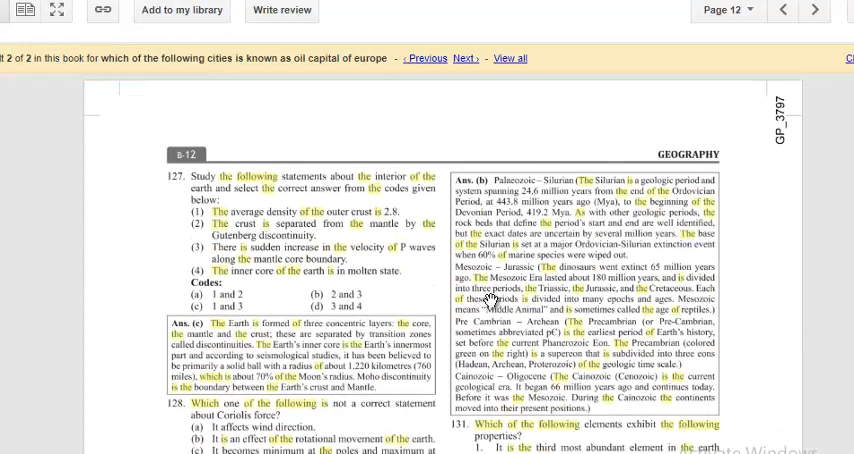 Add to my library
Write review
Page 12
lt 2 of 2 in this book for which of the following cities is known as oil capital of europe - ‹ Previous Next › - View all
GP_3797
B-12
GEOGRAPHY
127. Study the following statements about the interior of the
earth and select the correct answer from the codes given
below:
(1) The average density of the outer crust is 2.8.
(2) The crust is separated from the mantle by the
Gutenberg discontinuity.
(3) There is sudden increase in the velocity of P waves
along the mantle core boundary.
(4) The inner core of the earth is in molten state.
Codes:
(a) 1 and 2 (b) 2 and 3
(c) 1 and 3 (d) 3 and 4
Ans. (c) The Earth is formed of three concentric layers: the core,
the mantle and the crust; these are separated by transition zones
called discontinuities. The Earth's inner core is the Earth's innermost
part and according to seismological studies, it has been believed to
be primarily a solid ball with a radius of about 1,220 kilometres (760
miles), which is about 70% of the Moon's radius. Moho discontinuity
is the boundary between the Earth's crust and Mantle.
128. Which one of the following is not a correct statement
about Coriolis force?
(a) It affects wind direction.
(b) It is an effect of the rotational movement of the earth.
(c) It becomes minimum at the poles and maximum at
Ans. (b) Palaeozoic – Silurian (The Silurian is a geologic period and
system spanning 24.6 million years from the end of the Ordovician
Period, at 443.8 million years ago (Mya), to the beginning of the
Devonian Period, 419.2 Mya. As with other geologic periods, the
rock beds that define the period's start and end are well identified,
but the exact dates are uncertain by several million years. The base
of the Silurian is set at a major Ordovician-Silurian extinction event
when 60% of marine species were wiped out.
Mesozoic – Jurassic (The dinosaurs went extinct 65 million years
ago. The Mesozoic Era lasted about 180 million years, and is divided
into three periods, the Triassic, the Jurassic, and the Cretaceous. Each
of these periods is divided into many epochs and ages. Mesozoic
means "Middle Animal" and is sometimes called the age of reptiles.)
Pre Cambrian – Archean (The Precambrian (or Pre-Cambrian,
sometimes abbreviated pC) is the earliest period of Earth's history,
set before the current Phanerozoic Eon. The Precambrian (colored
green on the right) is a supereon that is subdivided into three eons
(Hadean, Archean, Proterozoic) of the geologic time scale.)
Cainozoic – Oligocene (The Cainozoic (Cenozoic) is the current
geological era. It began 66 million years ago and continues today.
Before it was the Mesozoic. During the Cainozoic the continents
moved into their present positions.)
131. Which of the following elements exhibit the following
properties?
1. It is the third most abundant element in the earth
Activate Windows